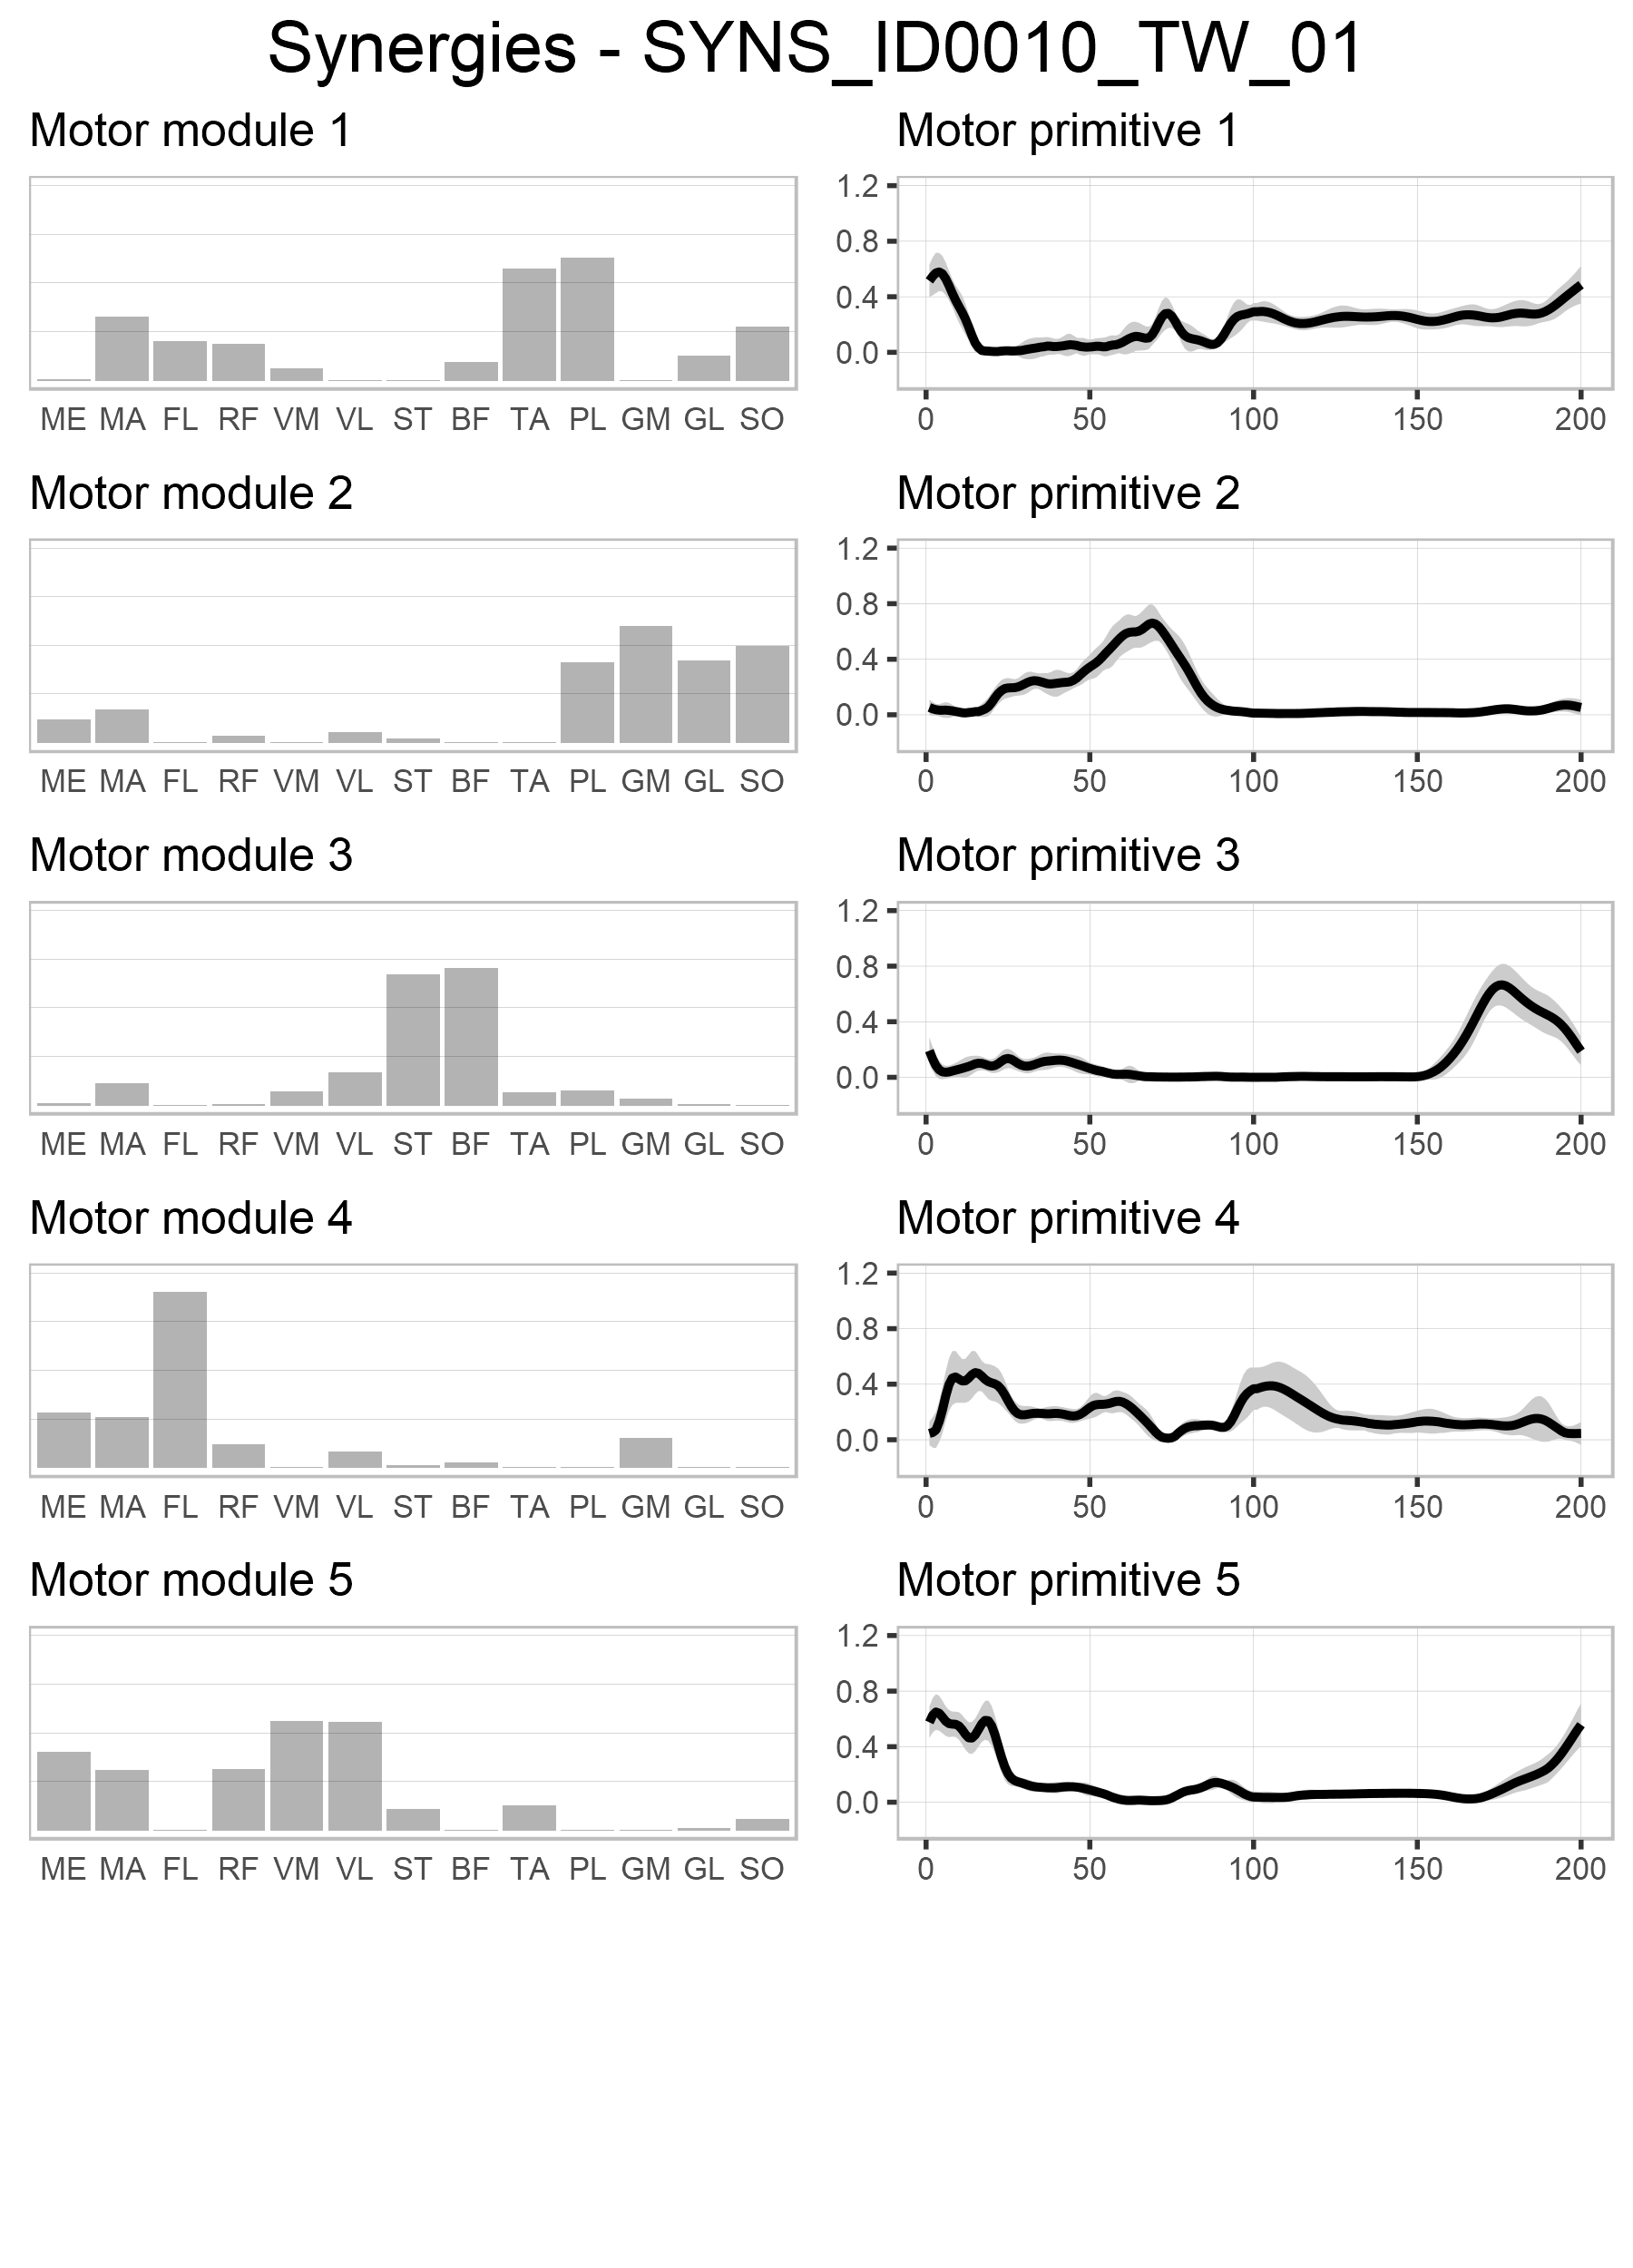 Synergies - SYNS_ID0010_TW_01
Motor module 1
Motor primitive 1
1.2
0.8
0.4
0.0
ME MA FL RF VM VL ST BF TA PL GM GL SO
0 50 100 150 200
Motor module 2
Motor primitive 2
1.2
0.8
0.4
0.0
ME MA FL RF VM VL ST BF TA PL GM GL SO
0 50 100 150 200
Motor module 3
Motor primitive 3
1.2
0.8
0.4
0.0
ME MA FL RF VM VL ST BF TA PL GM GL SO
0 50 100 150 200
Motor module 4
Motor primitive 4
1.2
0.8
0.4
0.0
ME MA FL RF VM VL ST BF TA PL GM GL SO
0 50 100 150 200
Motor module 5
Motor primitive 5
1.2
0.8
0.4
0.0
ME MA FL RF VM VL ST BF TA PL GM GL SO
0 50 100 150 200